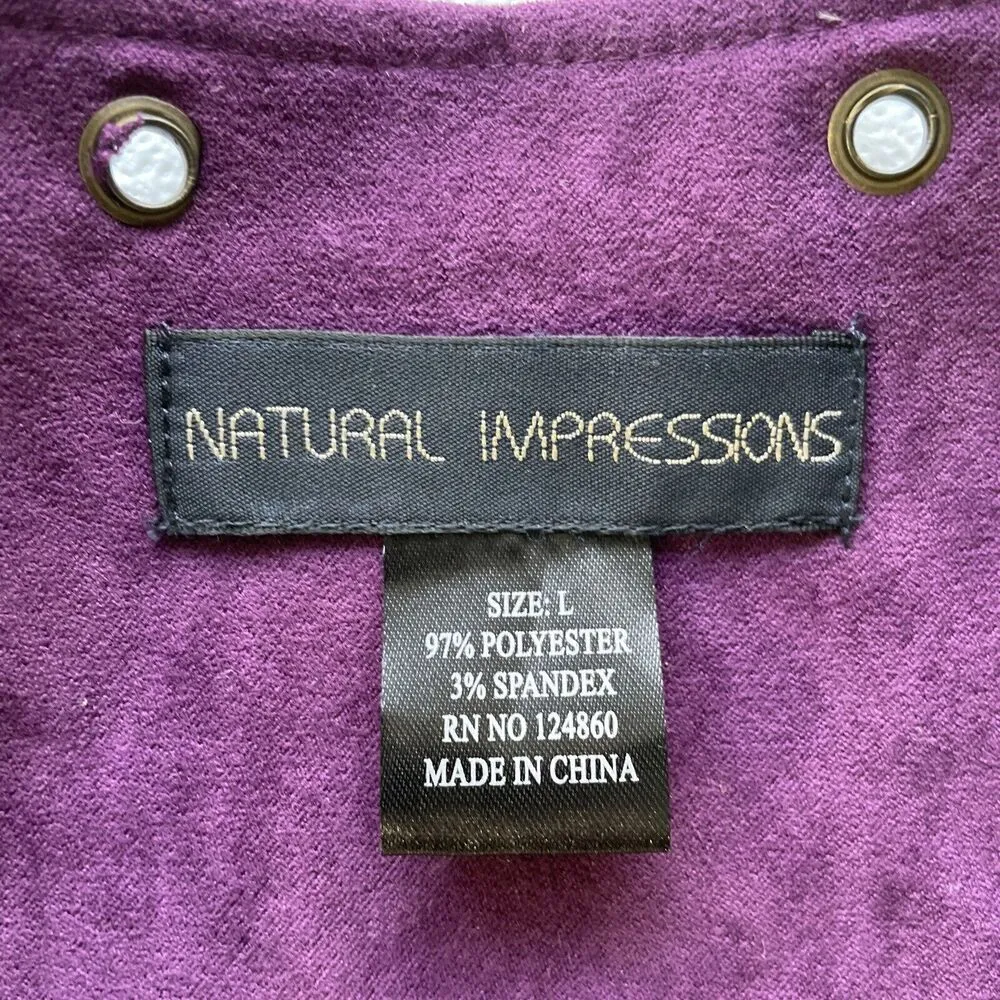 NATURAL IMPRESSIONS
SIZE: L
97% POLYESTER
3% SPANDEX
RN NO 124860
MADE IN CHINA